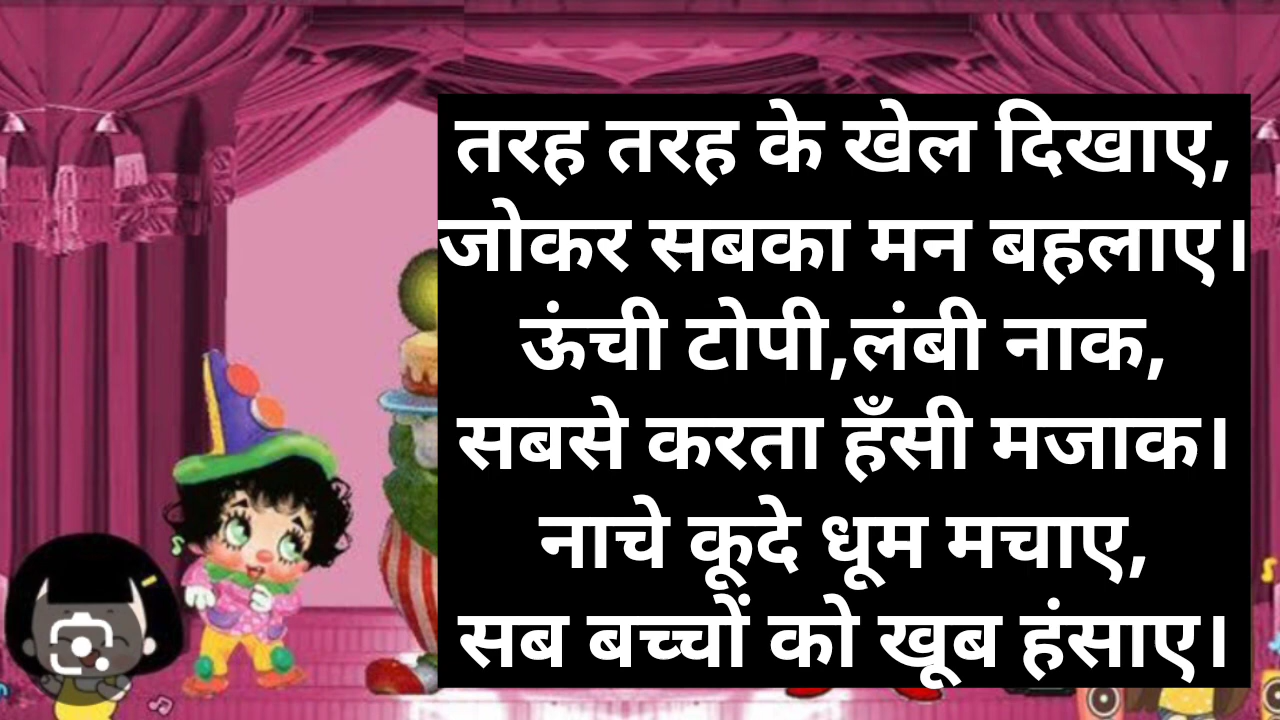 तरह तरह के खेल दिखाए,
जोकर सबका मन बहलाए।
ऊंची टोपी,लंबी नाक,
सबसे करता हँसी मजाक।
नाचे कूदे धूम मचाए,
सब बच्चों को खूब हंसाए।